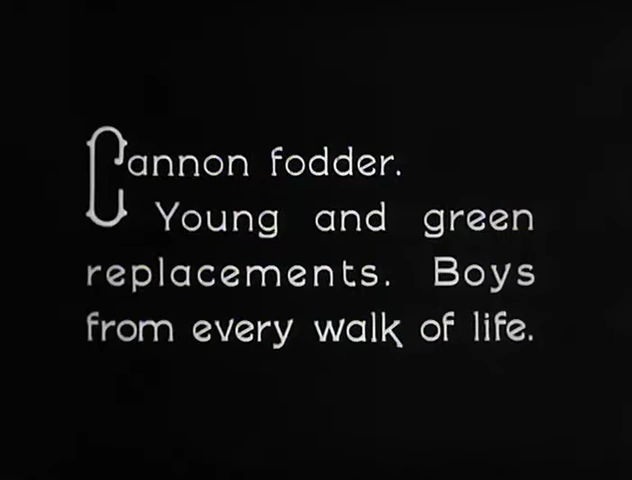 Cannon fodder.
Young and green
replacements. Boys
from every walk of life.